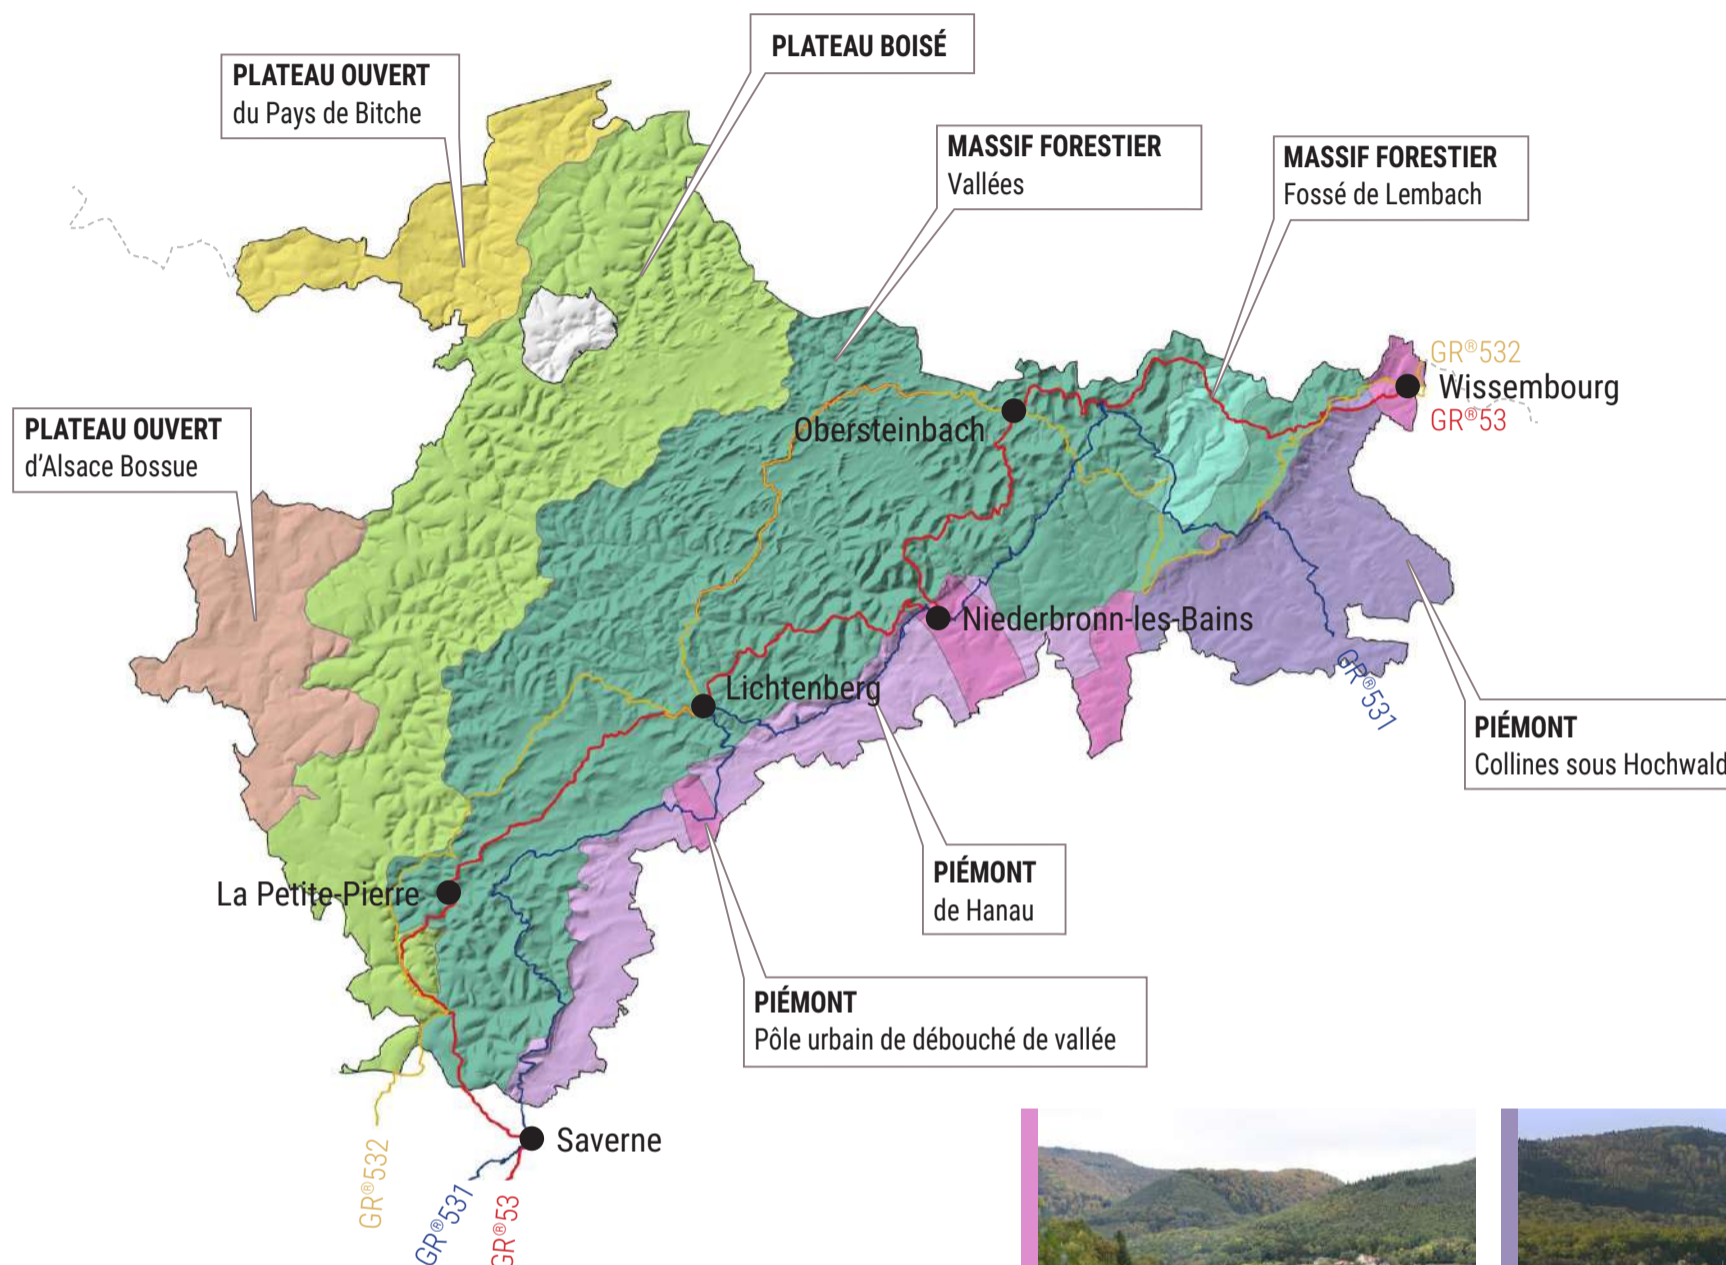 PLATEAU BOISÉ
PLATEAU OUVERT
du Pays de Bitche
MASSIF FORESTIER
Vallées
MASSIF FORESTIER
Fossé de Lembach
GR®532
Wissembourg
GR®53
Obersteinbach
PLATEAU OUVERT
d'Alsace Bossue
Niederbronn-les-Bains
Lichtenberg
GR®531
PIÉMONT
Collines sous Hochwald
PIÉMONT
de Hanau
La Petite-Pierre
PIÉMONT
Pôle urbain de débouché de vallée
Saverne
GR®532
GR®531
GR®53